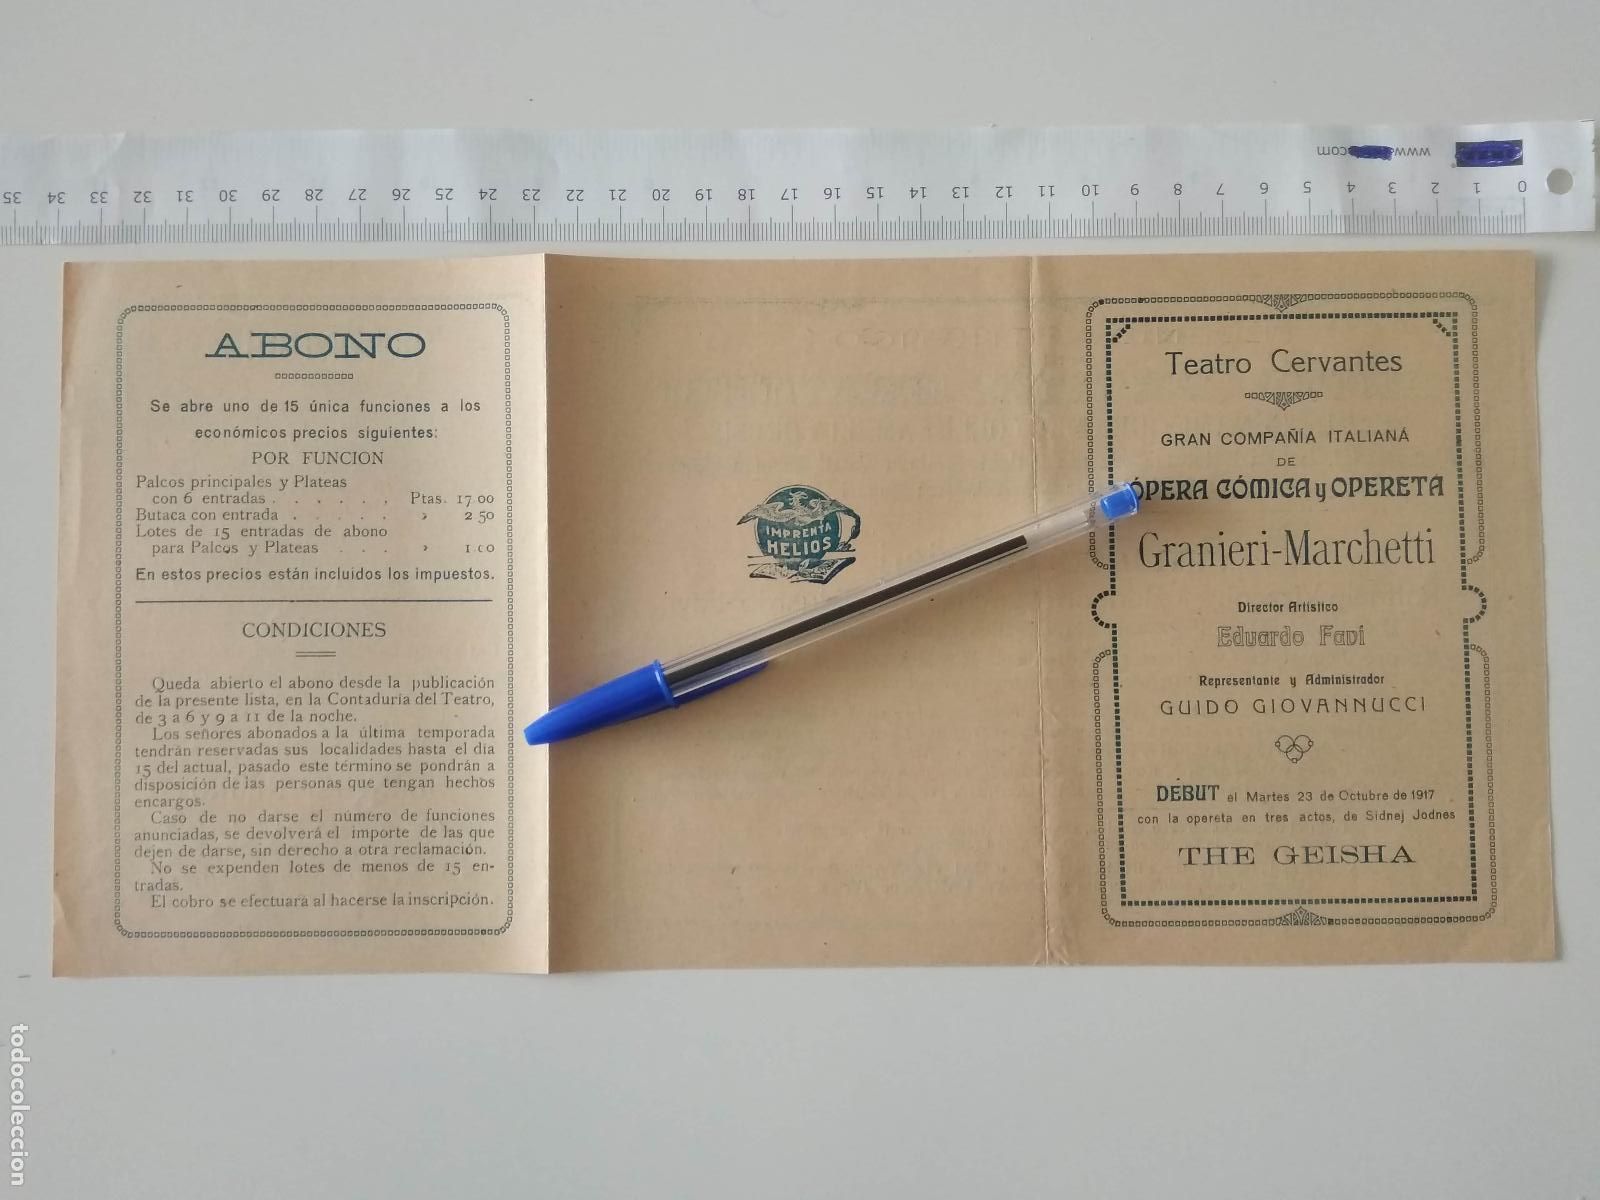 www.
com
0 1 2 3 4 5 6 7 8 9 10 11 12 13 14 15 16 17 18 19 20 21 22 23 24 25 26 27 28 29 30 31 32 33 34 35
ABONO
Se abre uno de 15 única funciones a los
económicos precios siguientes:
POR FUNCION
Palcos principales y Plateas
con 6 entradas . . . . . . Ptas. 17 00
Butaca con entrada . . . . . » 2 50
Lotes de 15 entradas de abono
para Palcos y Plateas . . . » 1.00
En estos precios están incluidos los impuestos.
CONDICIONES
Queda abierto el abono desde la publicación
de la presente lista, en la Contaduría del Teatro,
de 3 a 6 y 9 a 11 de la noche.
Los señores abonados a la última temporada
tendrán reservadas sus localidades hasta el día
15 del actual, pasado este término se pondrán a
disposición de las personas que tengan hechos
encargos.
Caso de no darse el número de funciones
anunciadas, se devolverá el importe de las que
dejen de darse, sin derecho a otra reclamación.
No se expenden lotes de menos de 15 en-
tradas.
El cobro se efectuará al hacerse la inscripción.
IMPRENTA
HELIOS
Teatro Cervantes
GRAN COMPAÑÍA ITALIANÁ
DE
ÓPERA CÓMICA y OPERETA
Granieri-Marchetti
Director Artístico
Eduardo Favi
Representante y Administrador
GUIDO GIOVANNUCCI
DÉBUT el Martes 23 de Octubre de 1917
con la opereta en tres actos, de Sidnej Jodnes
THE GEISHA
todocoleccion